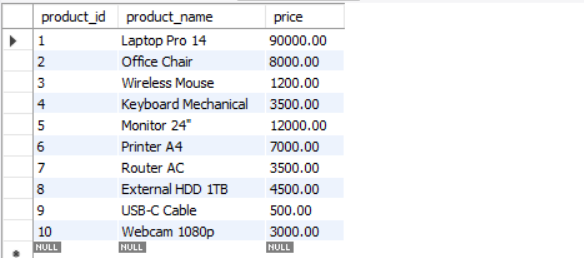 product_id product_name price
1 Laptop Pro 14 90000.00
2 Office Chair 8000.00
3 Wireless Mouse 1200.00
4 Keyboard Mechanical 3500.00
5 Monitor 24" 12000.00
6 Printer A4 7000.00
7 Router AC 3500.00
8 External HDD 1TB 4500.00
9 USB-C Cable 500.00
10 Webcam 1080p 3000.00
NULL NULL NULL